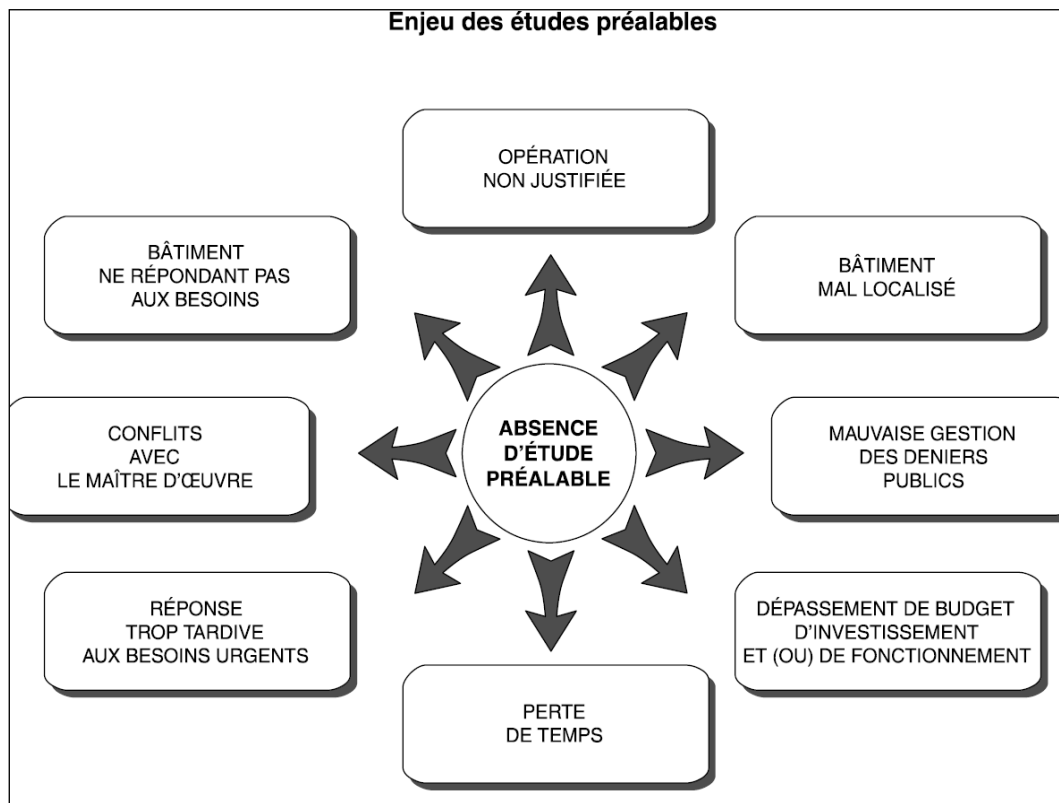 Enjeu des études préalables
OPÉRATION
NON JUSTIFIÉE
BÂTIMENT
NE RÉPONDANT PAS
AUX BESOINS
BÂTIMENT
MAL LOCALISÉ
CONFLITS
AVEC
LE MAÎTRE D'ŒUVRE
ABSENCE
D'ÉTUDE
PRÉALABLE
MAUVAISE GESTION
DES DENIERS
PUBLICS
RÉPONSE
TROP TARDIVE
AUX BESOINS URGENTS
DÉPASSEMENT DE BUDGET
D'INVESTISSEMENT
ET (OU) DE FONCTIONNEMENT
PERTE
DE TEMPS